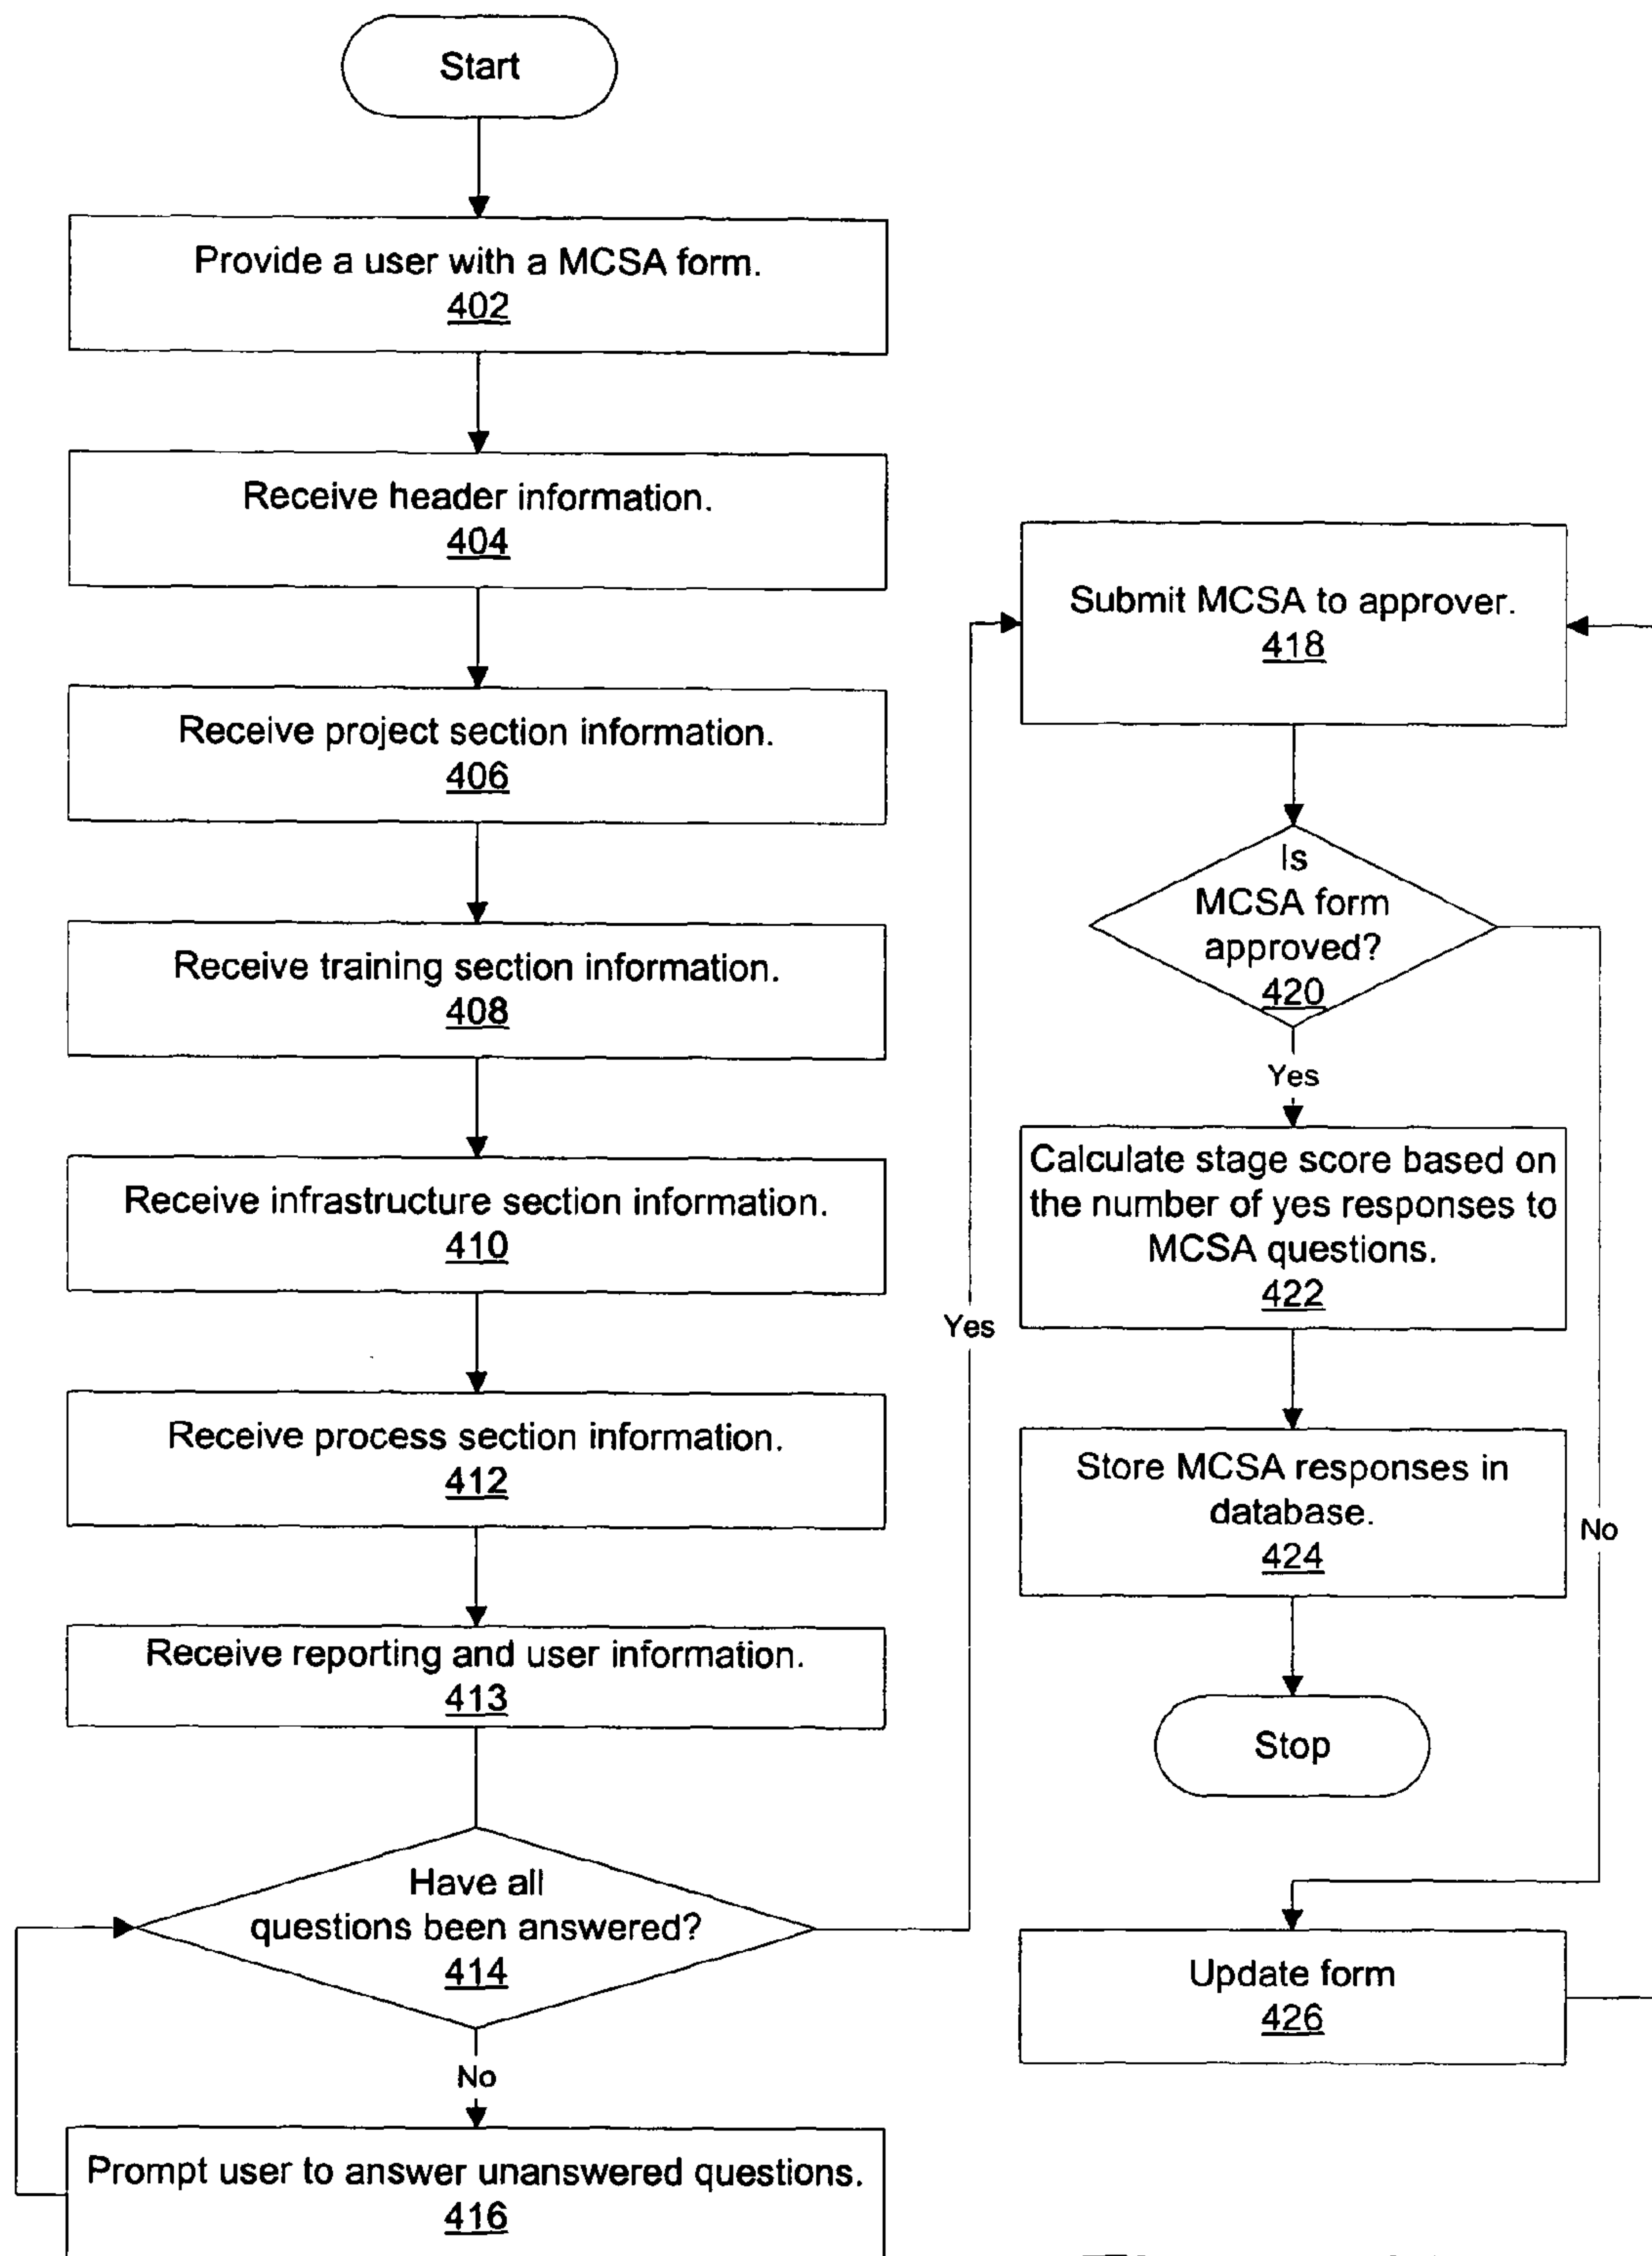 Start
Provide a user with a MCSA form.
402
Receive header information.
404
Receive project section information.
406
Receive training section information.
408
Receive infrastructure section information.
410
Receive process section information.
412
Receive reporting and user information.
413
Have all
questions been answered?
414
No
Prompt user to answer unanswered questions.
416
Yes
Submit MCSA to approver.
418
Is
MCSA form
approved?
420
Yes
Calculate stage score based on
the number of yes responses to
MCSA questions.
422
Store MCSA responses in
database.
424
No
Stop
Update form
426